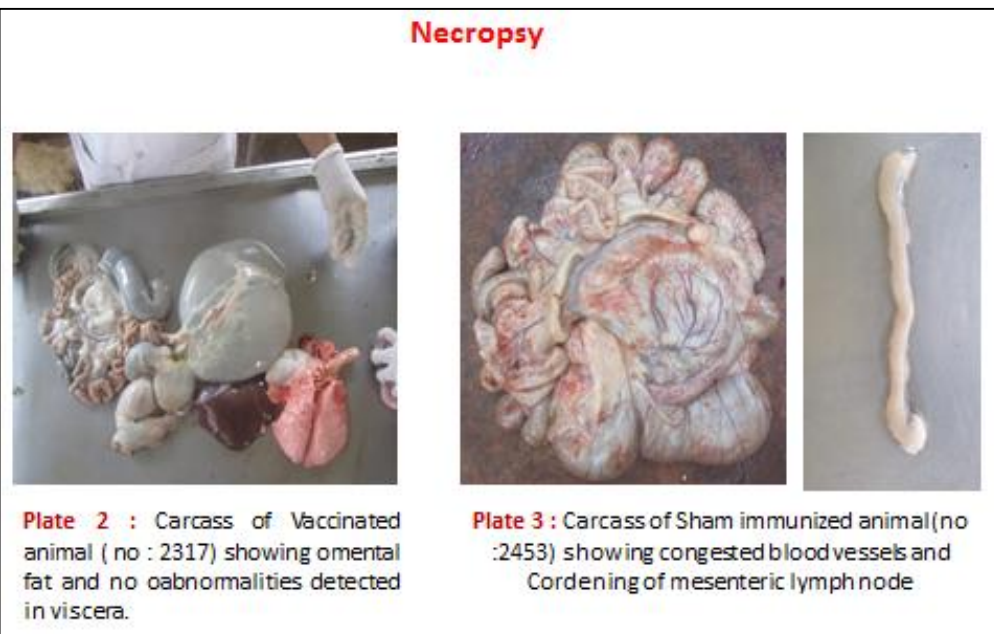 Necropsy
Plate 2 : Carcass of Vaccinated
animal ( no : 2317) showing omental
fat and no oabnormalities detected
in viscera.
Plate 3 : Carcass of Sham immunized animal(no
:2453) showing congested blood vessels and
Cordening of mesenteric lymph node